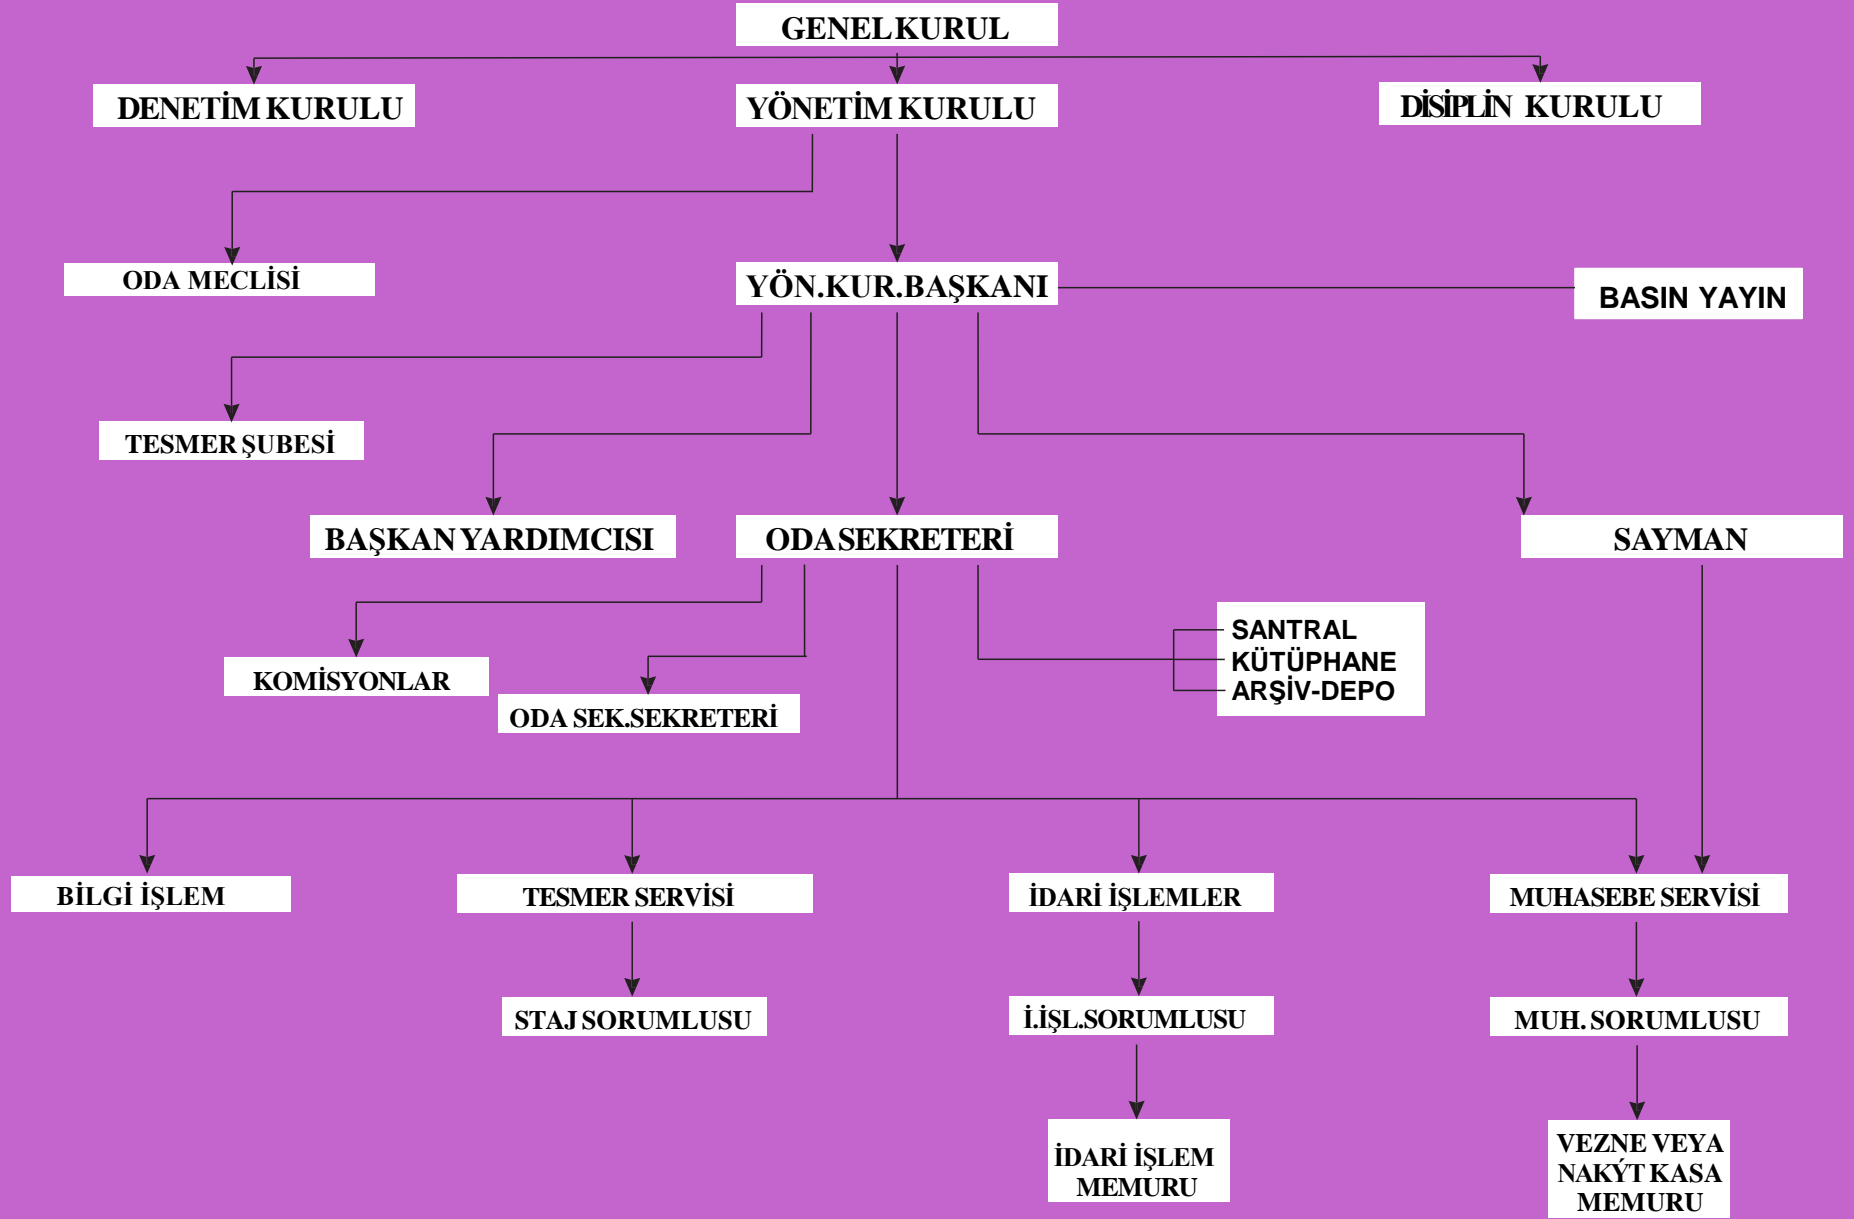 GENEL KURUL
DENETİM KURULU
YÖNETİM KURULU
DİSİPLİN KURULU
ODA MECLİSİ
YÖN.KUR.BAŞKANI
BASIN YAYIN
TESMER ŞUBESİ
BAŞKAN YARDIMCISI
ODA SEKRETERİ
SAYMAN
SANTRAL
KÜTÜPHANE
ARŞİV-DEPO
KOMİSYONLAR
ODA SEK.SEKRETERİ
BİLGİ İŞLEM
TESMER SERVİSİ
İDARİ İŞLEMLER
MUHASEBE SERVİSİ
STAJ SORUMLUSU
İ.İŞL.SORUMLUSU
MUH. SORUMLUSU
İDARİ İŞLEM
MEMURU
VEZNE VEYA
NAKÝT KASA
MEMURU